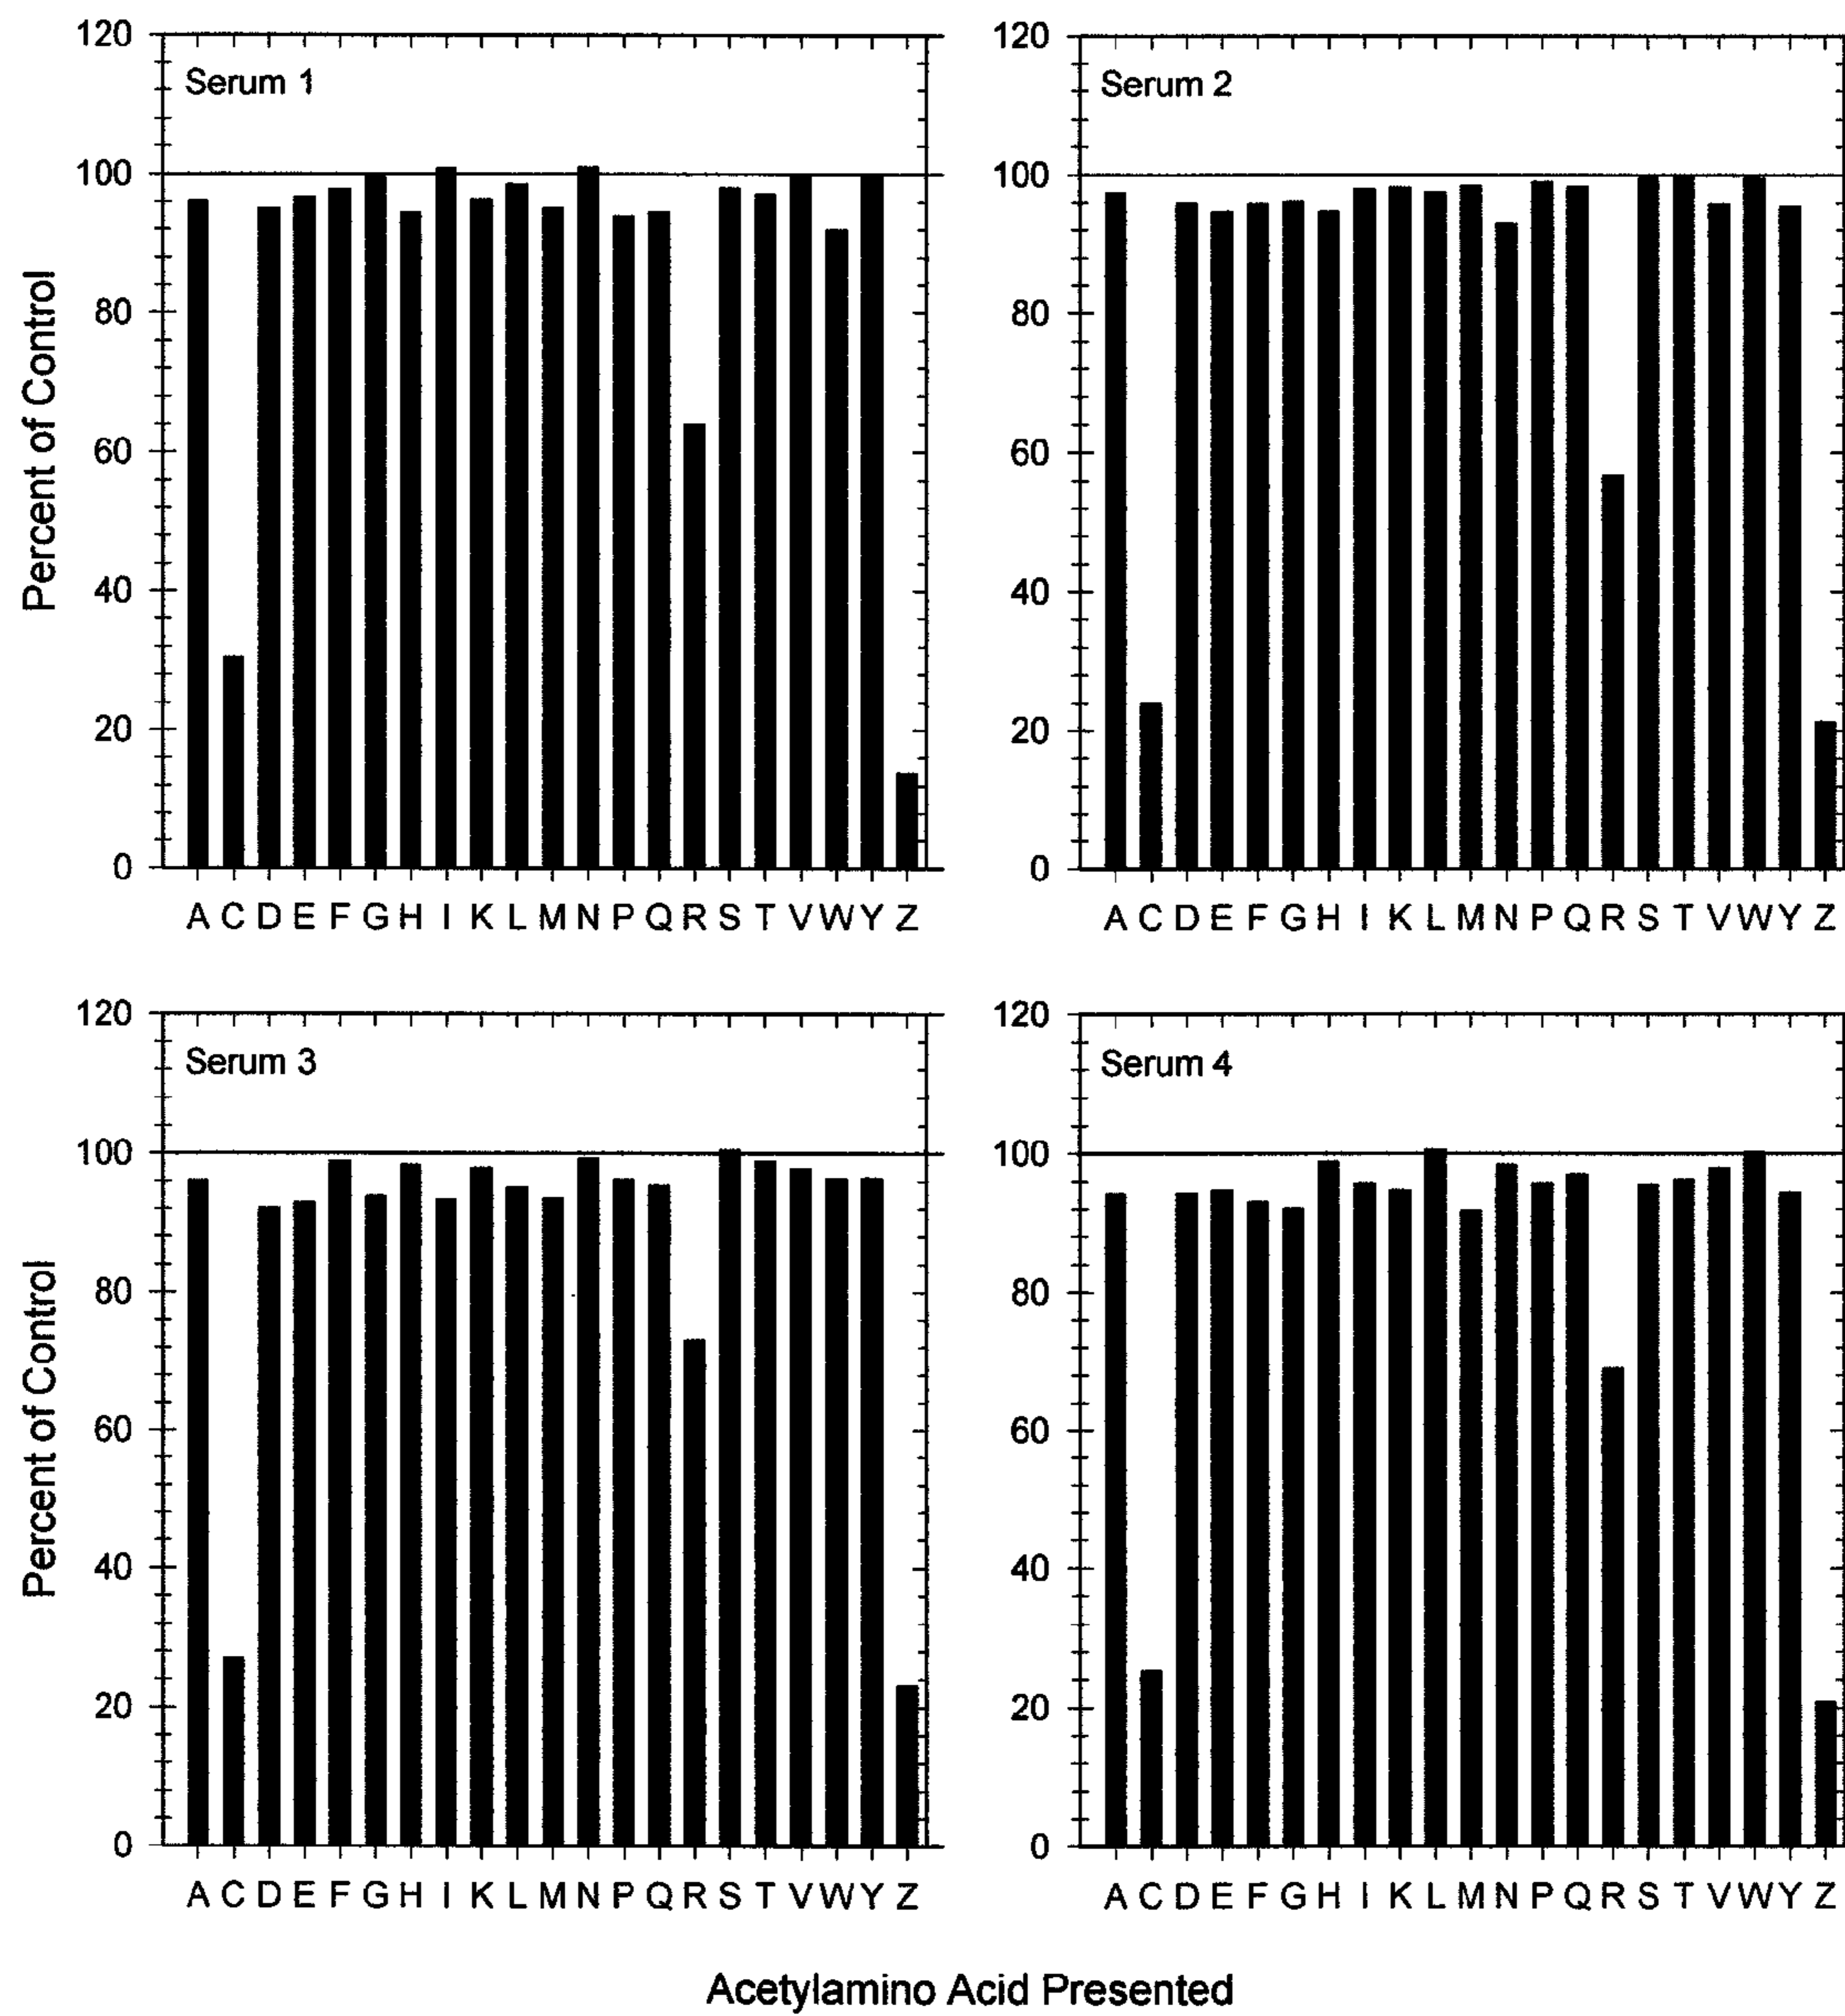 Serum 1
120
100
80
60
40
20
0
Percent of Control
A C D E F G H I K L M N P Q R S T V W Y Z
Serum 2
120
100
80
60
40
20
0
A C D E F G H I K L M N P Q R S T V W Y Z
Serum 3
120
100
80
60
40
20
0
Percent of Control
A C D E F G H I K L M N P Q R S T V W Y Z
Serum 4
120
100
80
60
40
20
0
A C D E F G H I K L M N P Q R S T V W Y Z
Acetylamino Acid Presented